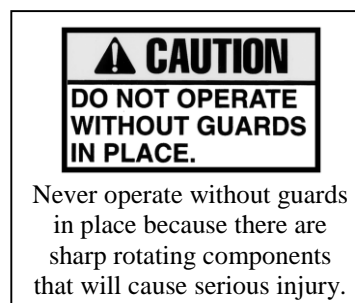 CAUTION
DO NOT OPERATE
WITHOUT GUARDS
IN PLACE.
Never operate without guards
in place because there are
sharp rotating components
that will cause serious injury.